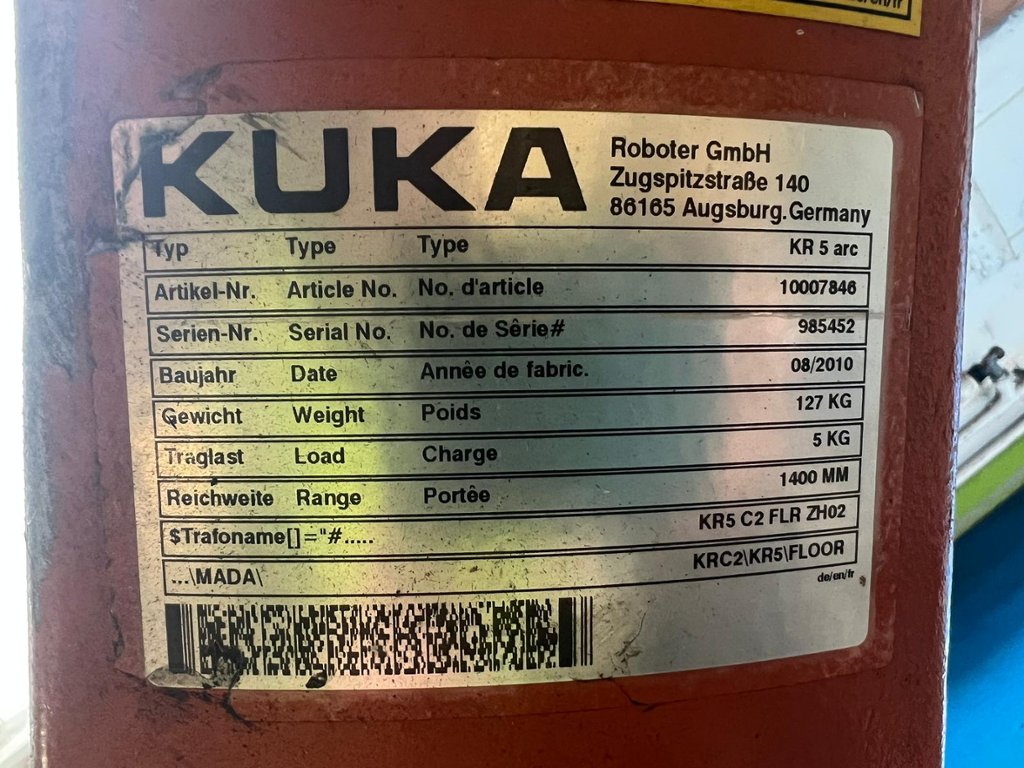 KUKA
Roboter GmbH
Zugspitzstraße 140
86165 Augsburg. Germany
Typ Type Type KR 5 arc
Artikel-Nr. Article No. No. d'article 10007846
Serien-Nr. Serial No. No. de Sêrie# 985452
Baujahr Date Annêe de fabric. 08/2010
Gewicht Weight Poids 127 KG
Traglast Load Charge 5 KG
Reichweite Range Portêe 1400 MM
$Trafoname[]="#..... KR5 C2 FLR ZH02
...\MADA\ KRC2\KR5\FLOOR
de/en/fr